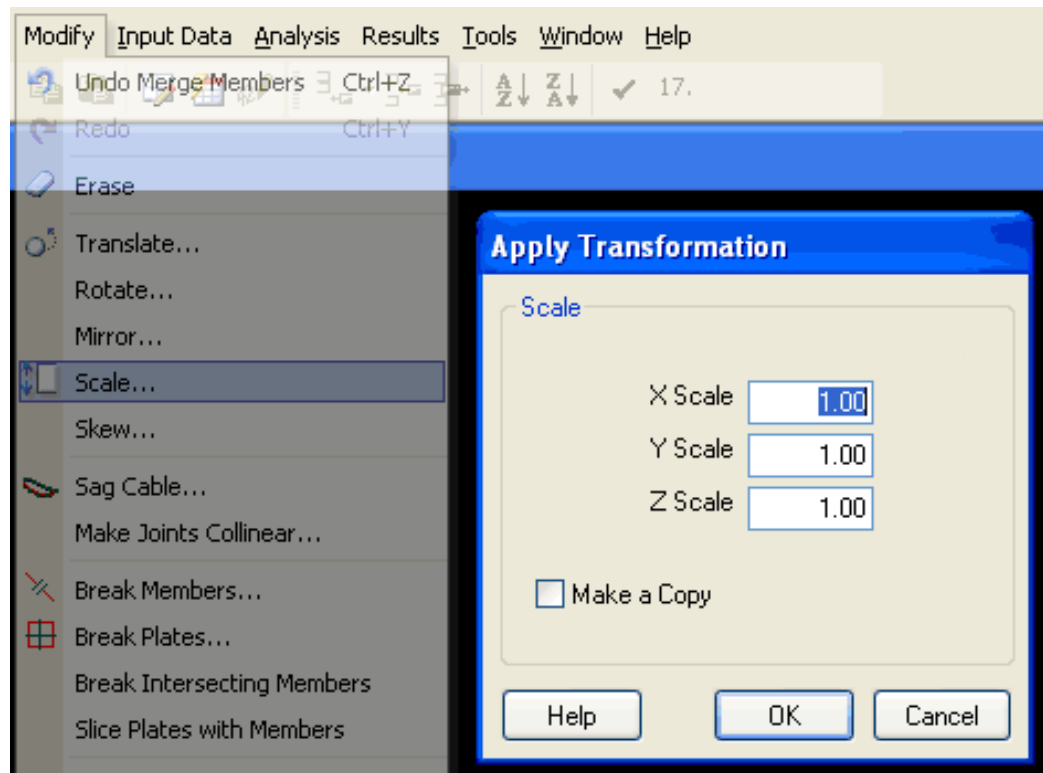 Modify Input Data Analysis Results Tools Window Help
Undo Merge Members Ctrl+Z
A Z Z A 17.
Redo Ctrl+Y
Erase
Translate...
Rotate...
Mirror...
Scale...
Skew...
Sag Cable...
Make Joints Collinear...
Break Members...
Break Plates...
Break Intersecting Members
Slice Plates with Members
Apply Transformation
Scale
X Scale 1.00
Y Scale 1.00
Z Scale 1.00
Make a Copy
Help OK Cancel